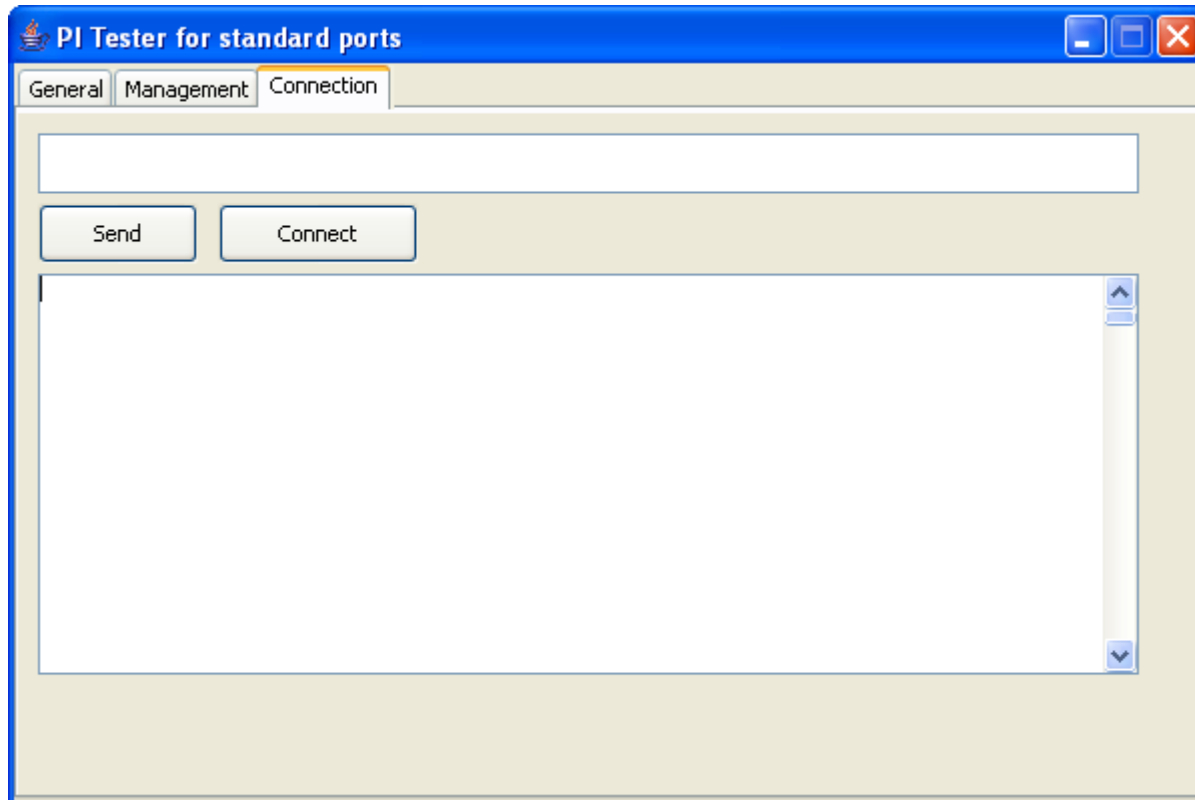 PI Tester for standard ports
General Management Connection
Send Connect